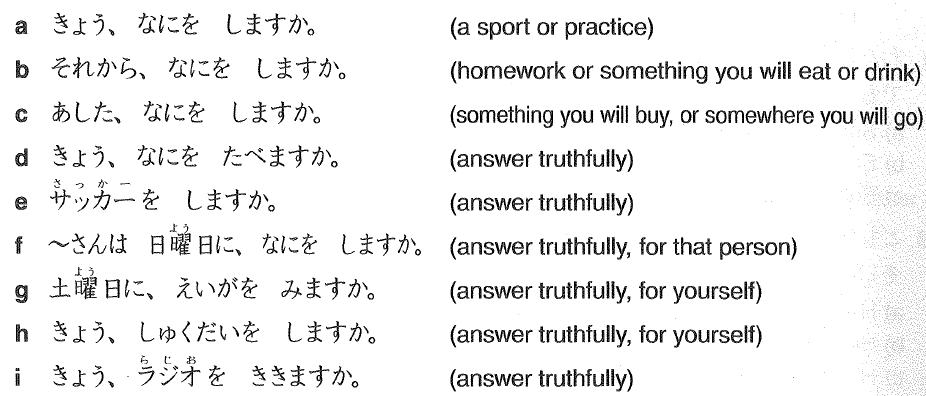 a きょう、なにを しますか。 (a sport or practice)
b それから、なにを しますか。 (homework or something you will eat or drink)
c あした、なにを しますか。 (something you will buy, or somewhere you will go)
d きょう、なにを たべますか。 (answer truthfully)
さっかー
e サッカーを しますか。 (answer truthfully)
よう
f ～さんは 日曜日に、なにを しますか。 (answer truthfully, for that person)
よう
g 土曜日に、えいがを みますか。 (answer truthfully, for yourself)
h きょう、しゅくだいを しますか。 (answer truthfully, for yourself)
らじお
i きょう、ラジオを ききますか。 (answer truthfully)